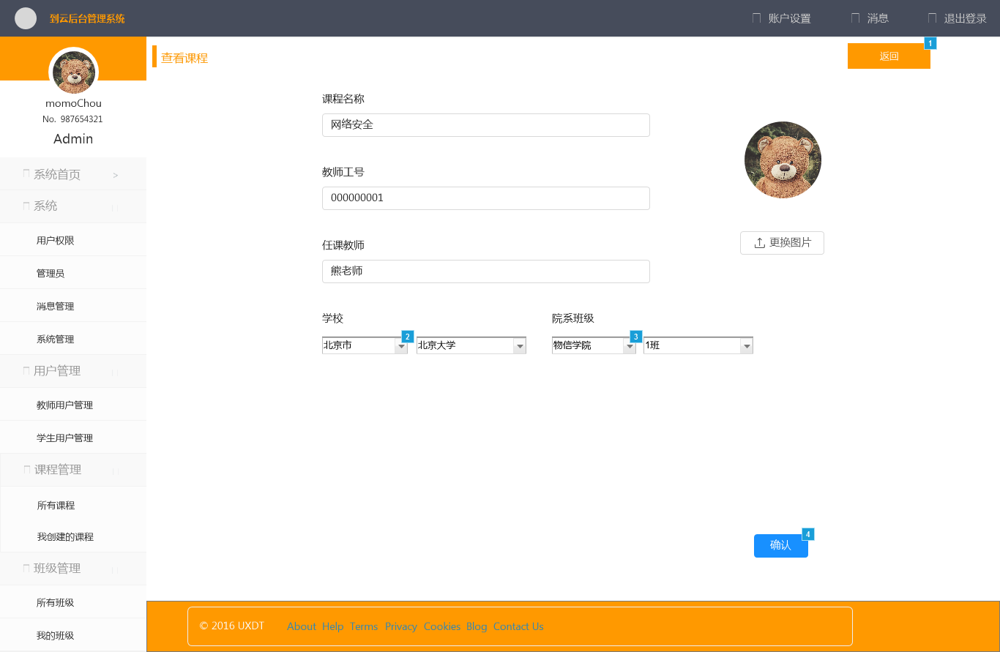 到云后台管理系统
账户设置
消息
退出登录
momoChou
No. 987654321
Admin
系统首页 >
系统
用户权限
管理员
消息管理
系统管理
用户管理
教师用户管理
学生用户管理
课程管理
所有课程
我创建的课程
班级管理
所有班级
我的班级
查看课程
返回
1
课程名称
网络安全
教师工号
000000001
任课教师
熊老师
更换图片
学校
院系班级
北京市
2
北京大学
物信学院
3
1班
确认
4
© 2016 UXDT About Help Terms Privacy Cookies Blog Contact Us